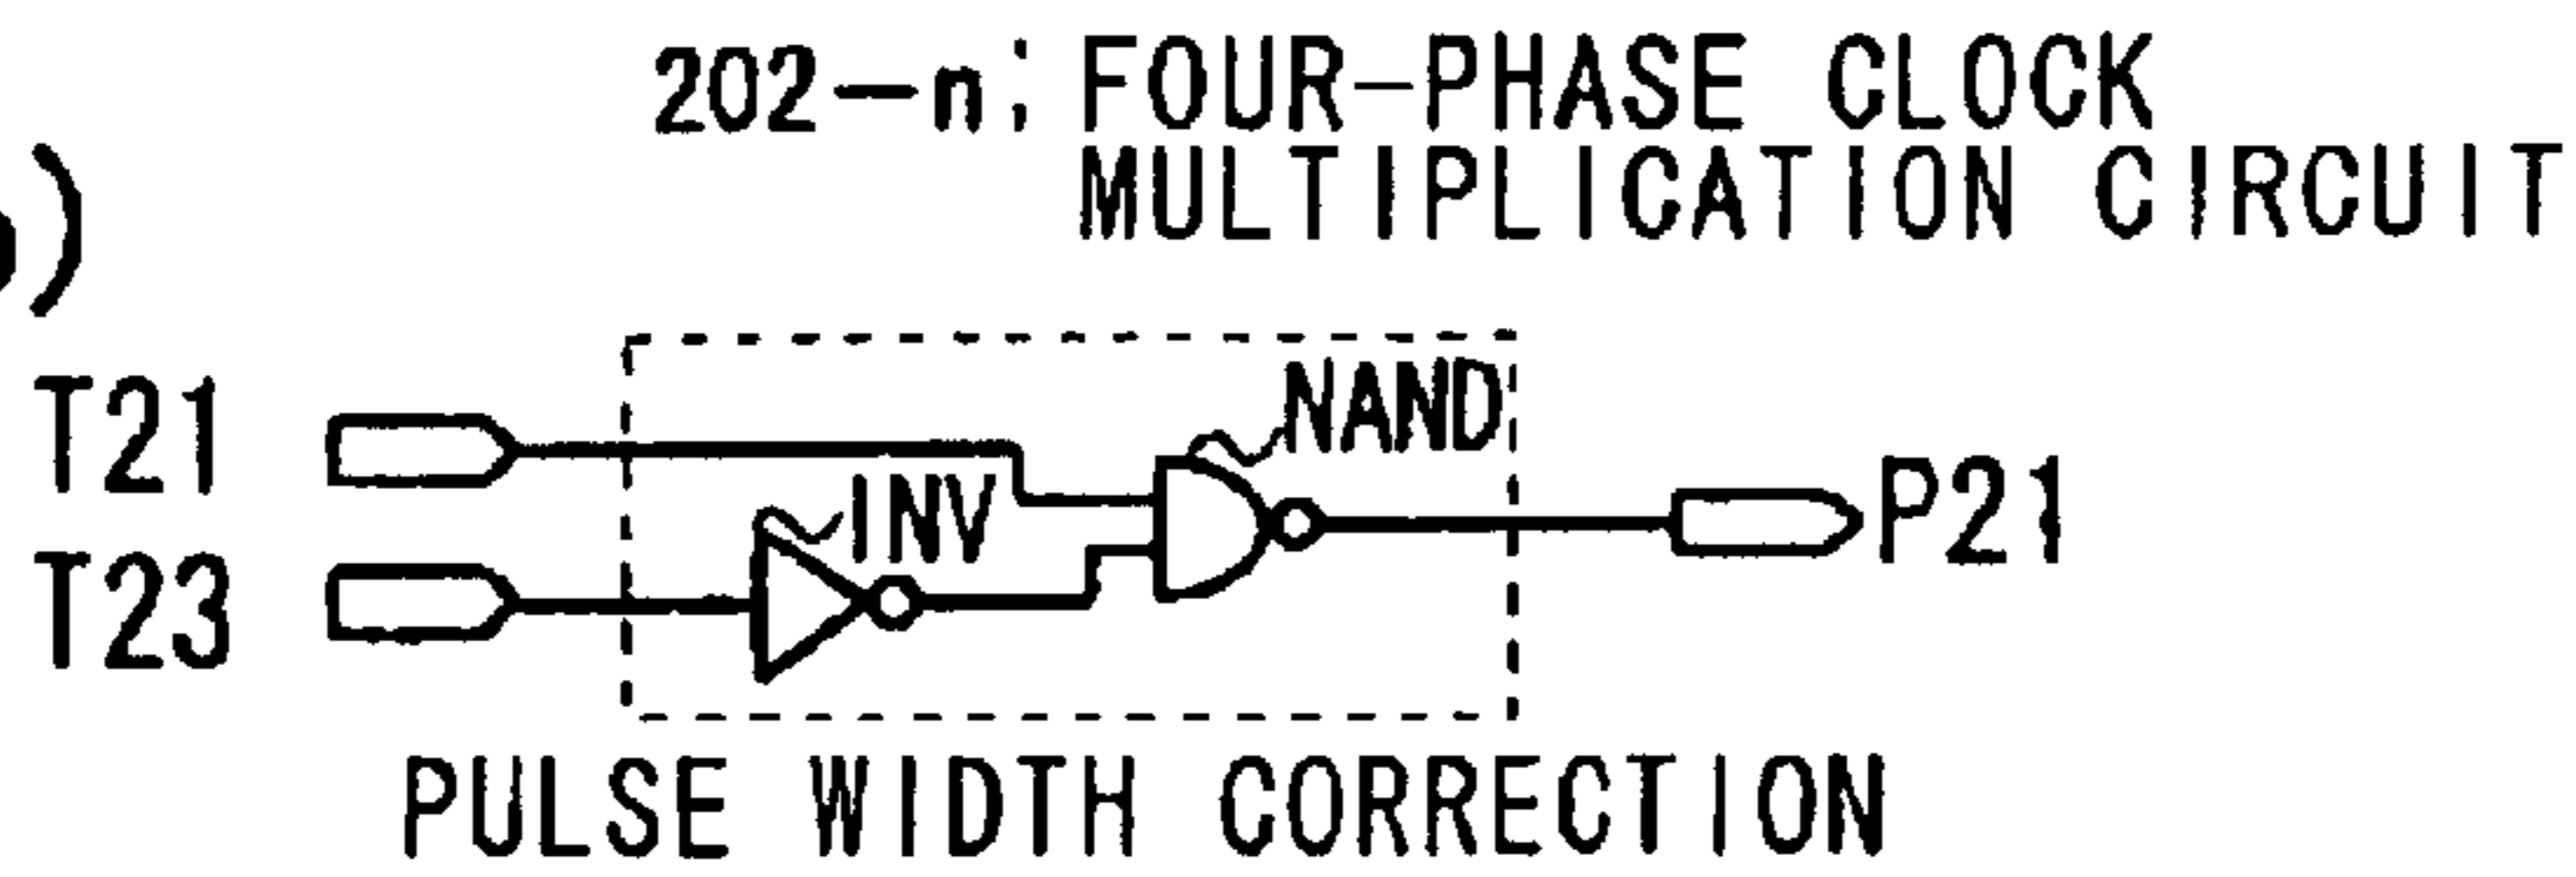 202-n; FOUR-PHASE CLOCK
MULTIPLICATION CIRCUIT
)
T21
NAND
INV
P21
T23
PULSE WIDTH CORRECTION